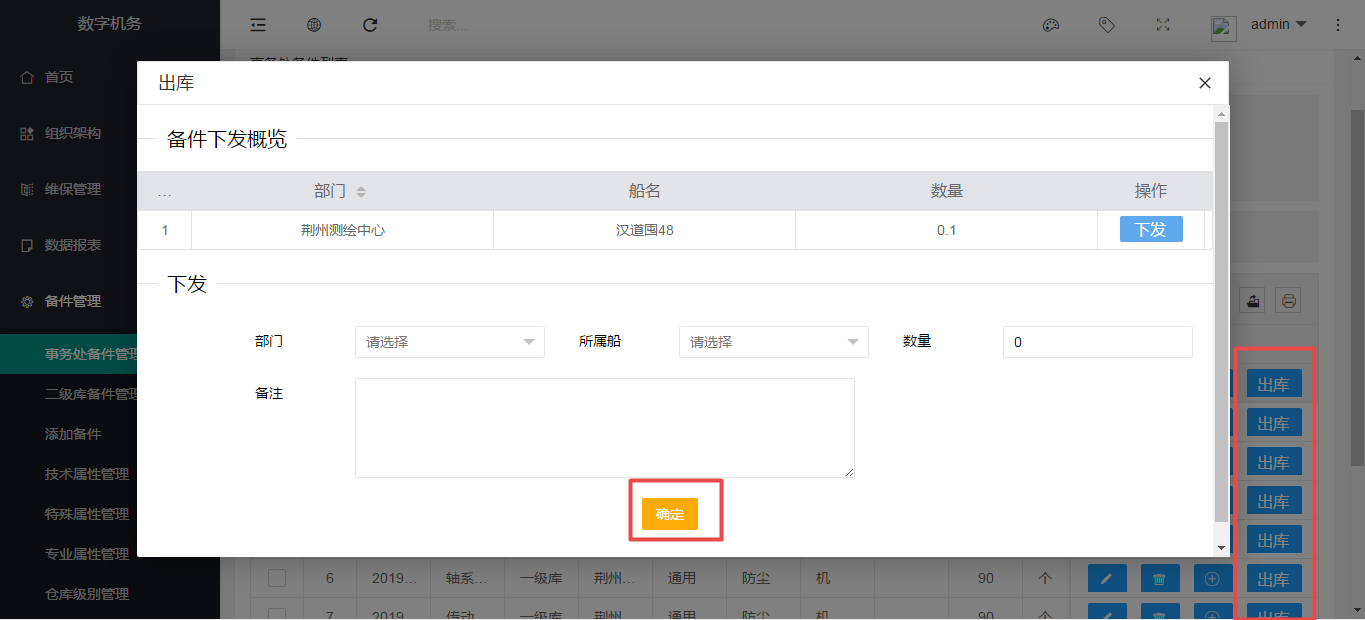 数字机务
搜索...
admin
首页
组织架构
维保管理
数据报表
备件管理
事务处备件管理
二级库备件管理
添加备件
技术属性管理
特殊属性管理
专业属性管理
仓库级别管理
事务处备件列表
出库
备件下发概览
... 部门 船名 数量 操作
1 荆州测绘中心 汉道囤48 0.1 下发
下发
部门 请选择 所属船 请选择 数量 0
备注
确定
出库
出库
出库
出库
出库
6 2019... 轴系... 一级库 荆州... 通用 防尘 机 90 个 出库
7 2019... 传动... 一级库 荆州... 通用 防尘 机 90 个 出库